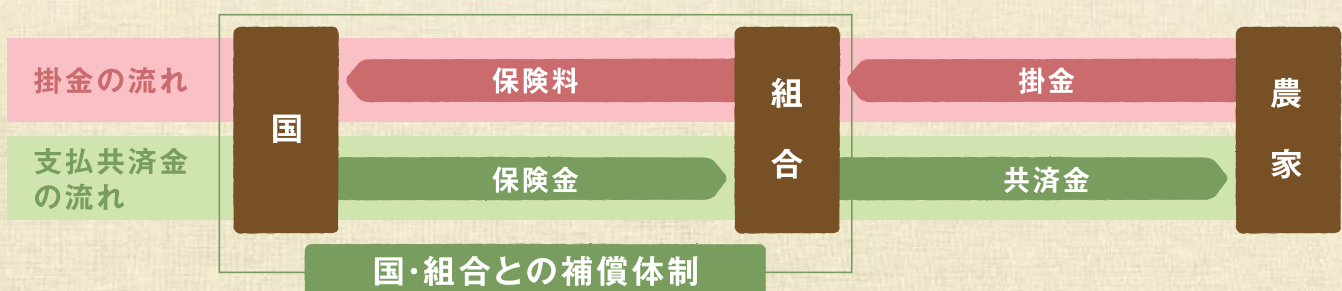 掛金の流れ
国
保険料
組合
掛金
農家
支払共済金
の流れ
保険金
共済金
国・組合との補償体制